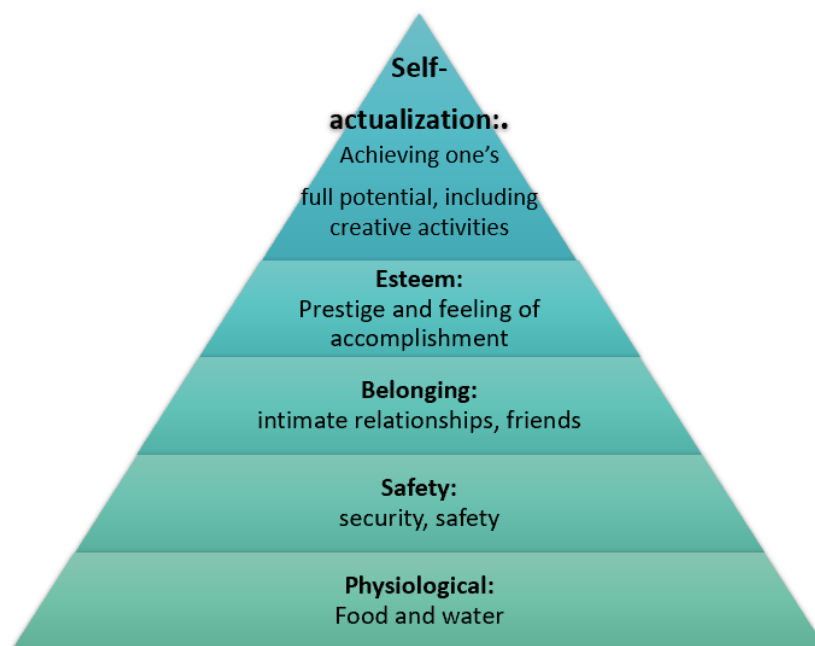 Self-
actualization:.
Achieving one’s
full potential, including
creative activities
Esteem:
Prestige and feeling of
accomplishment
Belonging:
intimate relationships, friends
Safety:
security, safety
Physiological:
Food and water